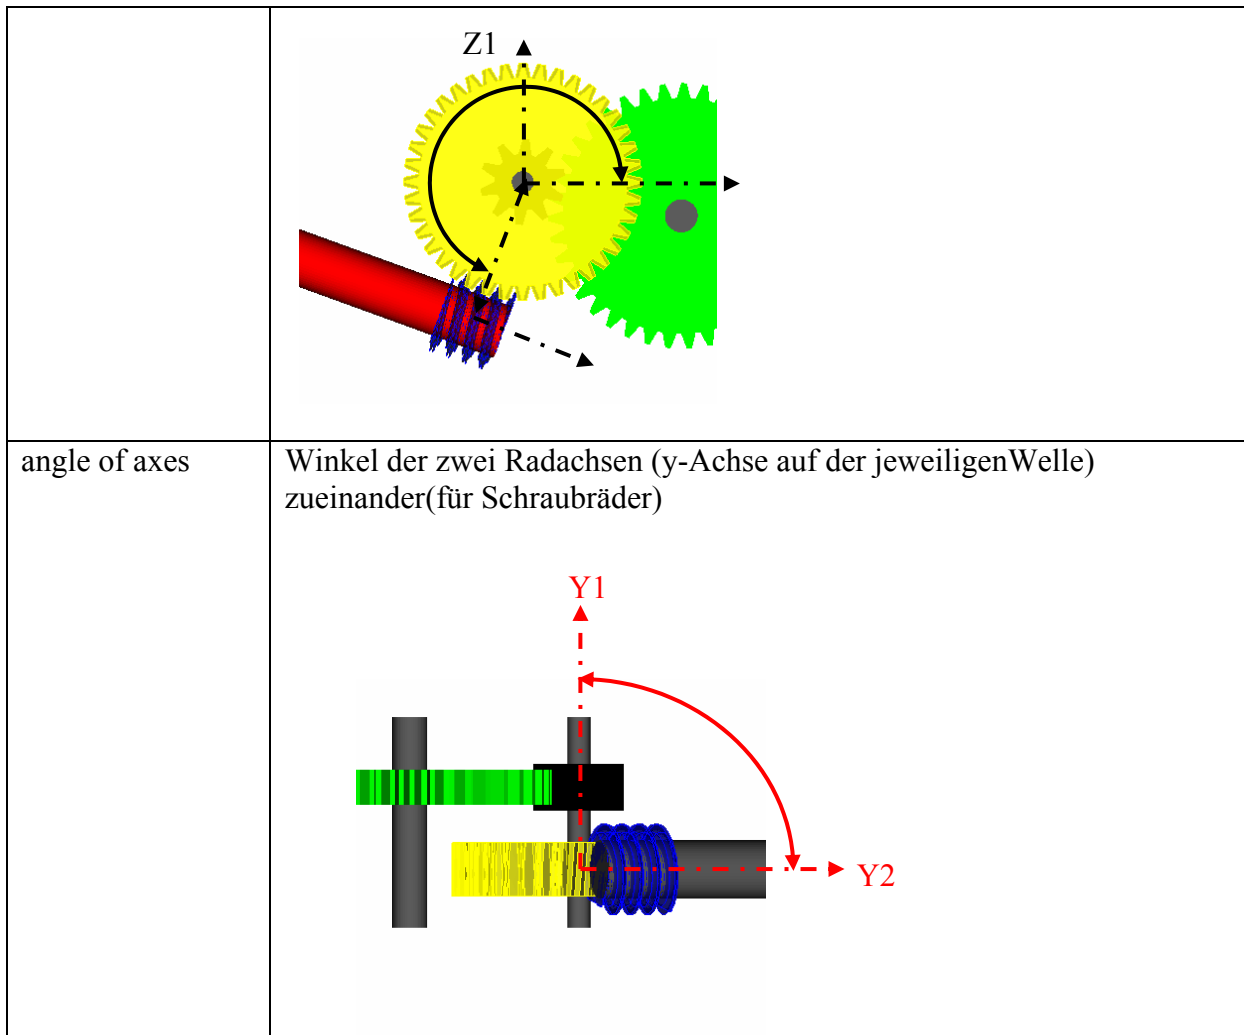 Z1
angle of axes
Winkel der zwei Radachsen (y-Achse auf der jeweiligenWelle)
zueinander(für Schraubräder)
Y1
Y2